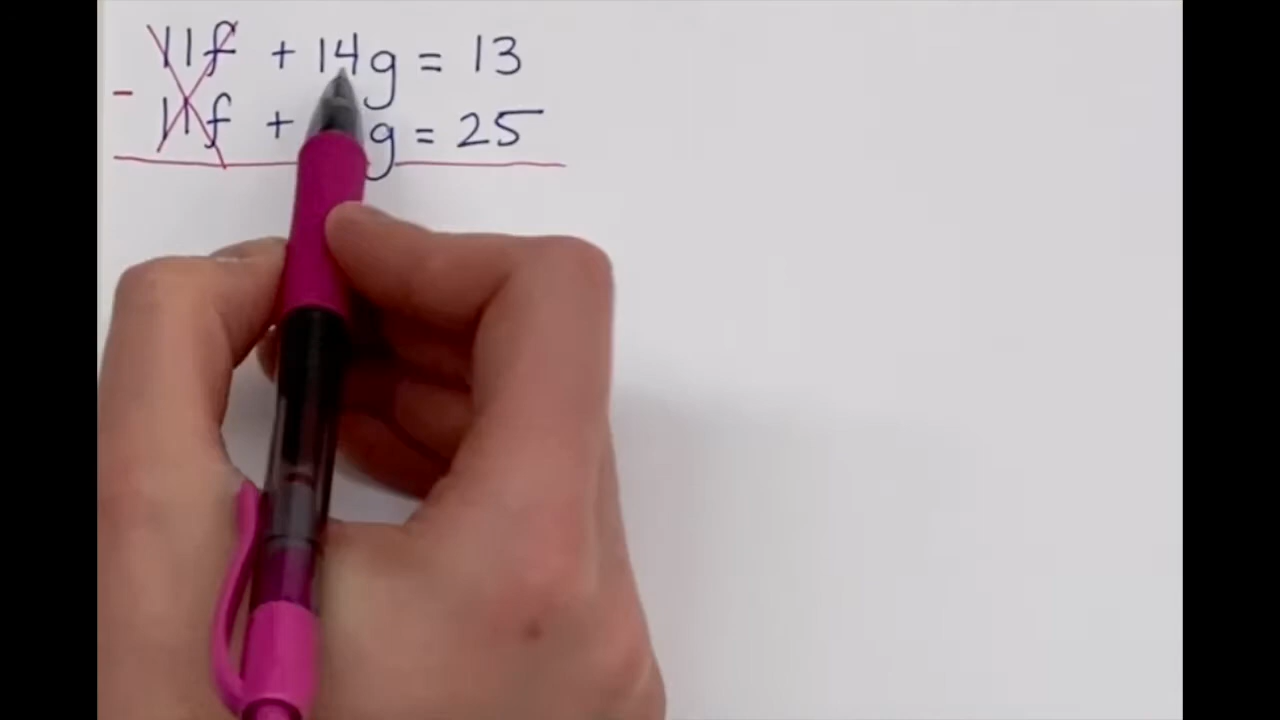 11f + 14g = 13
- 11f + g = 25